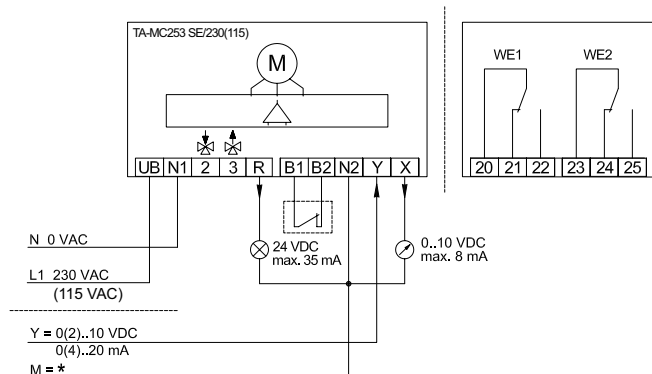 TA-MC253 SE/230(115)
M
UB N1 2 3 R B1 B2 N2 Y X
WE1 WE2
20 21 22 23 24 25
N 0 VAC
L1 230 VAC
(115 VAC)
24 VDC
max. 35 mA
0..10 VDC
max. 8 mA
Y = 0(2)..10 VDC
0(4)..20 mA
M = *